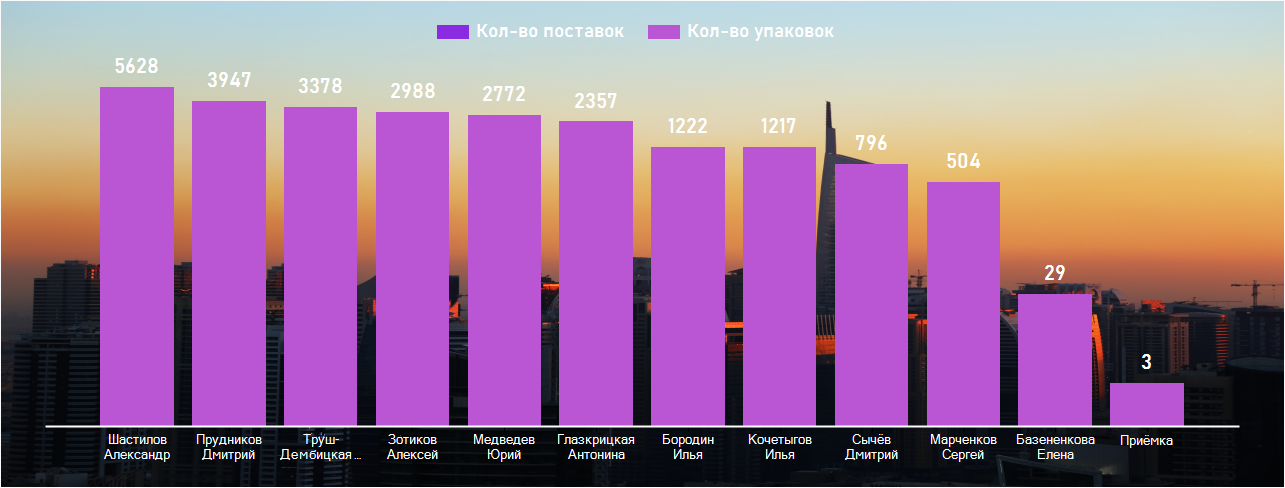 Кол-во поставок Кол-во упаковок
5628 3947 3378 2988 2772 2357 1222 1217 796 504 29 3
Шастилов Александр
Прудников Дмитрий
Труш-Дембицкая...
Зотиков Алексей
Медведев Юрий
Глазкрицкая Антонина
Бородин Илья
Кочетыгов Илья
Сычёв Дмитрий
Марченков Сергей
Базененкова Елена
Приёмка